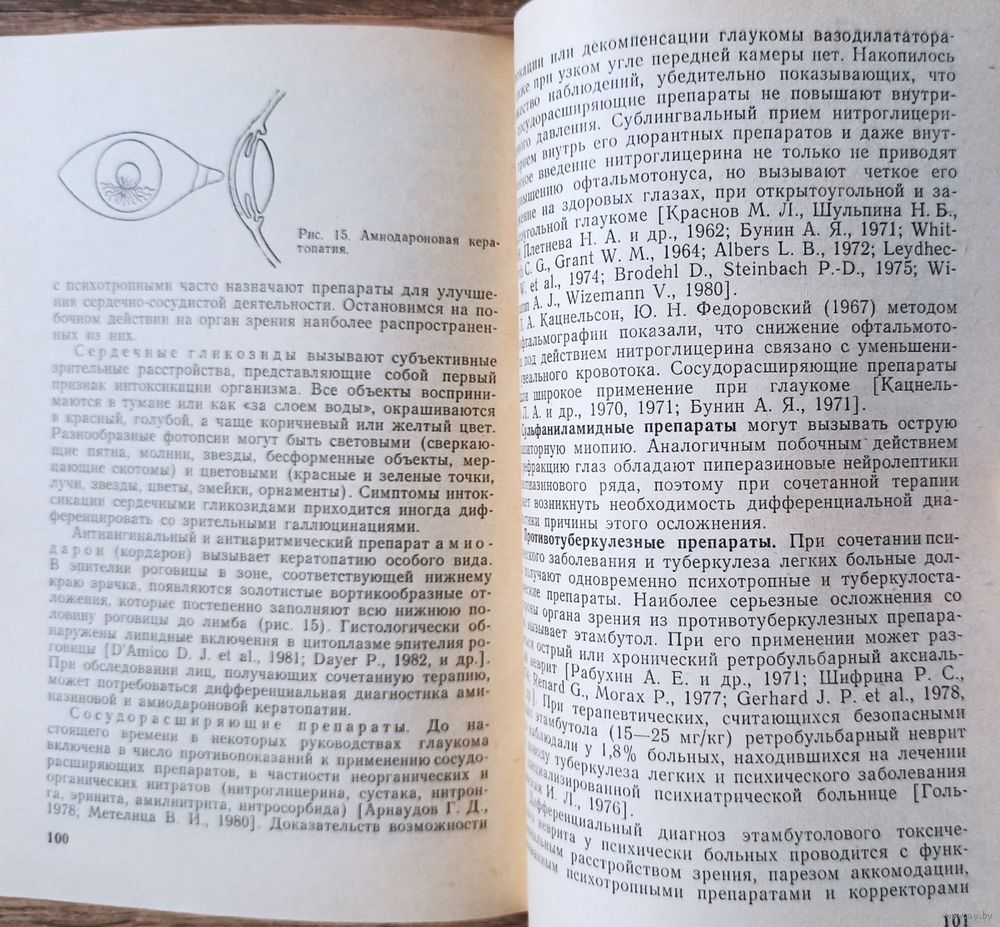 Рис. 15. Амиодароновая кера-
топатия.
с психотропными часто назначают препараты для улучше-
ния сердечно-сосудистой деятельности. Остановимся на по-
бочном действии на орган зрения наиболее распространен-
ных из них.
Сердечные гликозиды вызывают субъективные
зрительные расстройства, представляющие собой первый
признак интоксикации организма. Все объекты восприни-
маются в тумане или как «за слоем воды», окрашиваются
в красный, голубой, а чаще коричневый или желтый цвет.
Разнообразные фотопсии могут быть световыми (сверкаю-
щие пятна, молнии, звезды, бесформенные объекты, мер-
цающие скотомы) и цветовыми (красные и зеленые точки,
лучи, звезды, цветы, змейки, орнаменты). Симптомы инток-
сикации сердечными гликозидами приходится иногда диф-
ференцировать со зрительными галлюцинациями.
Антиангинальный и антиаритмический препарат амио-
дарон (кордарон) вызывает кератопатию особого вида.
В эпителии роговицы в зоне, соответствующей нижнему
краю зрачка, появляются золотистые вортикообразные от-
ложения, которые постепенно заполняют всю нижнюю по-
ловину роговицы до лимба (рис. 15). Гистологически об-
наружены липидные включения в цитоплазме эпителия ро-
говицы [D'Amico D. J. et al., 1981; Dayer P., 1982, и др.].
При обследовании лиц, получающих сочетанную терапию,
может потребоваться дифференциальная диагностика ами-
казиновой и амиодароновой кератопатии.
Сосудорасширяющие препараты. До на-
стоящего времени в некоторых руководствах глаукома
включена в число противопоказаний к применению сосудо-
расширяющих препаратов, в частности неорганических и
органических нитратов (нитроглицерина, сустака, нитрон-
га, эринита, амилнитрита, нитросорбида) [Арнаудов Г. Д.,
1978; Метелица В. И., 1980]. Доказательств возможности
100
или декомпенсации глаукомы вазодилататора-
при узком угле передней камеры нет. Накопилось
наблюдений, убедительно показывающих, что
препараты не повышают внутри-
давления. Сублингвальный прием нитроглицери-
внутрь его дюрантных препаратов и даже внут-
введение нитроглицерина не только не приводят
офтальмотонуса, но вызывают четкое его
на здоровых глазах, при открытоугольной и за-
глаукоме [Краснов М. Л., Шульпина Н. Б.,
Плетнева Н. А. и др., 1962; Бунин А. Я., 1971; Whit-
C. G., Grant W. M., 1964; Albers L. B., 1972; Leydhec-
W. et al., 1974; Brodehl D., Steinbach P.-D., 1975; Wi-
A. J., Wizemann V., 1980].
А. Кацнельсон, Ю. Н. Федоровский (1967) методом
показали, что снижение офтальмото-
под действием нитроглицерина связано с уменьшени-
кровотока. Сосудорасширяющие препараты
широкое применение при глаукоме [Кацнель-
Л. А. и др., 1970, 1971; Бунин А. Я., 1971].
Сульфаниламидные препараты могут вызывать острую
миопию. Аналогичным побочным действием
рефракцию глаз обладают пиперазиновые нейролептики
ряда, поэтому при сочетанной терапии
возникнуть необходимость дифференциальной диа-
причины этого осложнения.
Противотуберкулезные препараты. При сочетании пси-
заболевания и туберкулеза легких больные дол-
получают одновременно психотропные и туберкулоста-
препараты. Наиболее серьезные осложнения со
органа зрения из противотуберкулезных препара-
вызывает этамбутол. При его применении может раз-
острый или хронический ретробульбарный аксиаль-
неврит [Рабухин А. Е. и др., 1971; Шифрина Р. С.,
Renard G., Morax P., 1977; Gerhard J. P. et al., 1978,
При терапевтических, считающихся безопасными
этамбутола (15—25 мг/кг) ретробульбарный неврит
наблюдали у 1,8% больных, находившихся на лечении
туберкулеза легких и психического заболевания
психиатрической больнице [Голь-
И. Л., 1976].
Дифференциальный диагноз этамбутолового токсиче-
неврита у психически больных проводится с функ-
расстройством зрения, парезом аккомодации,
психотропными препаратами и корректорами
101